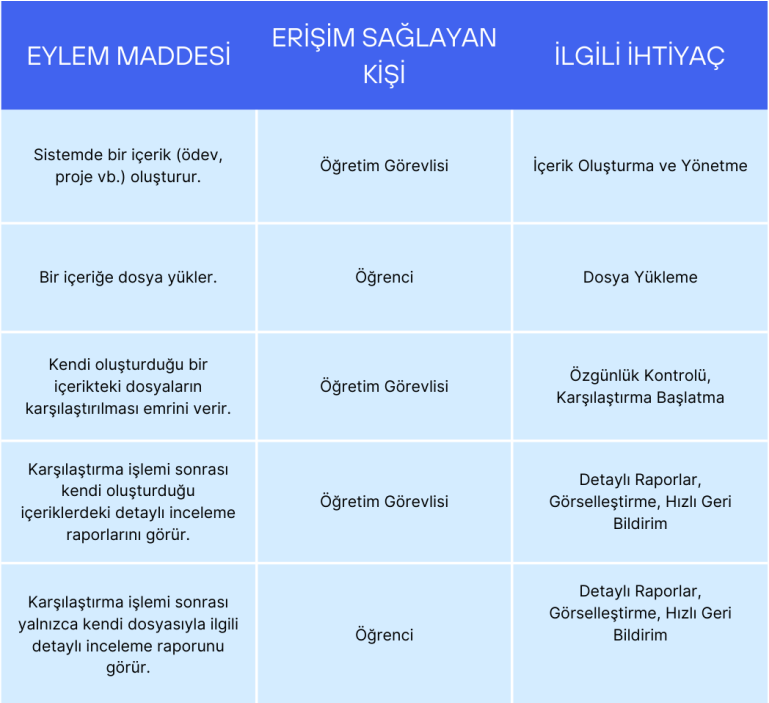 EYLEM MADDESİ
ERİŞİM SAĞLAYAN
KİŞİ
İLGİLİ İHTİYAÇ
Sistemde bir içerik (ödev,
proje vb.) oluşturur.
Öğretim Görevlisi
İçerik Oluşturma ve Yönetme
Bir içeriğe dosya yükler.
Öğrenci
Dosya Yükleme
Kendi oluşturduğu bir
içerikteki dosyaların
karşılaştırılması emrini verir.
Öğretim Görevlisi
Özgünlük Kontrolü,
Karşılaştırma Başlatma
Karşılaştırma işlemi sonrası
kendi oluşturduğu
içeriklerdeki detaylı inceleme
raporlarını görür.
Öğretim Görevlisi
Detaylı Raporlar,
Görselleştirme, Hızlı Geri
Bildirim
Karşılaştırma işlemi sonrası
yalnızca kendi dosyasıyla ilgili
detaylı inceleme raporunu
görür.
Öğrenci
Detaylı Raporlar,
Görselleştirme, Hızlı Geri
Bildirim